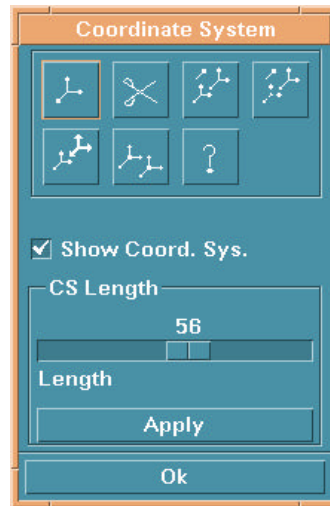 Coordinate System
?
Show Coord. Sys.
CS Length
56
Length
Apply
Ok